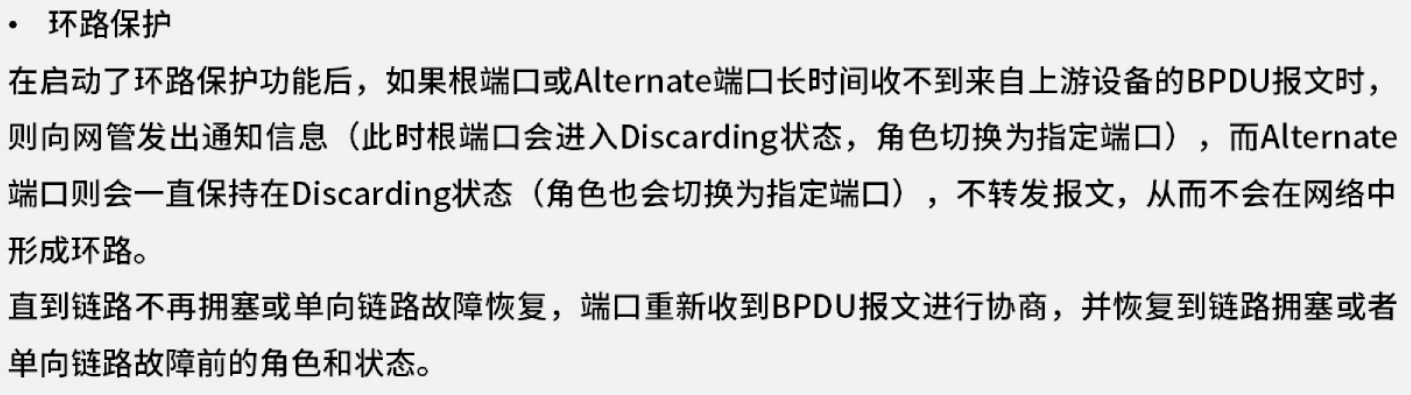 • 环路保护
在启动了环路保护功能后，如果根端口或Alternate端口长时间收不到来自上游设备的BPDU报文时，
则向网管发出通知信息（此时根端口会进入Discarding状态，角色切换为指定端口），而Alternate
端口则会一直保持在Discarding状态（角色也会切换为指定端口），不转发报文，从而不会在网络中
形成环路。
直到链路不再拥塞或单向链路故障恢复，端口重新收到BPDU报文进行协商，并恢复到链路拥塞或者
单向链路故障前的角色和状态。